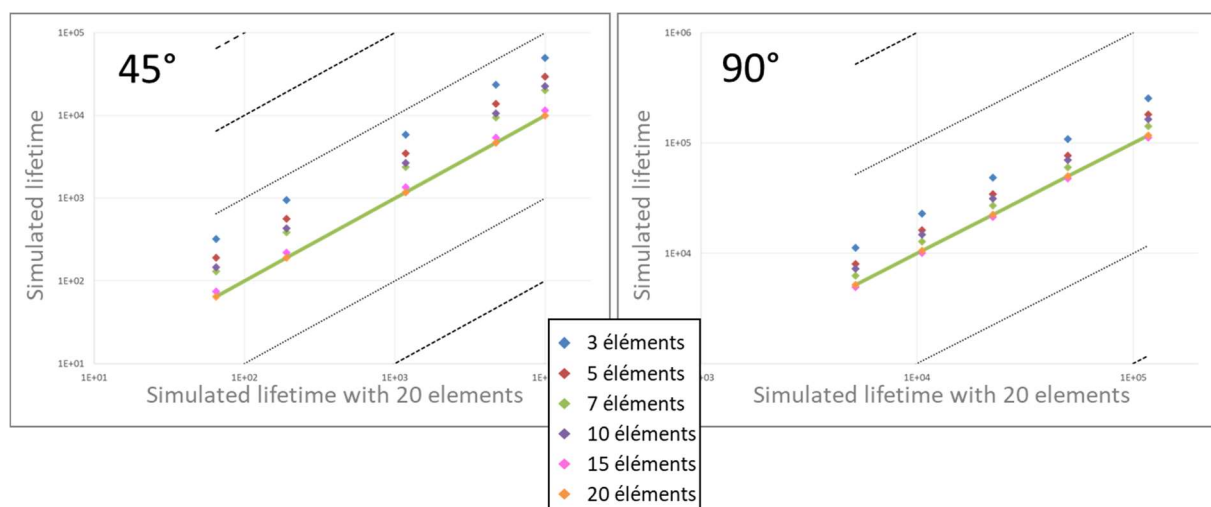 45°
Simulated lifetime
1E+05
1E+04
1E+03
1E+02
1E+01
1E+01
1E+02
1E+03
Simulated lifetime with 20 elements
90°
Simulated lifetime
1E+06
1E+05
1E+04
1E+04
1E+05
Simulated lifetime with 20 elements
3 éléments
5 éléments
7 éléments
10 éléments
15 éléments
20 éléments